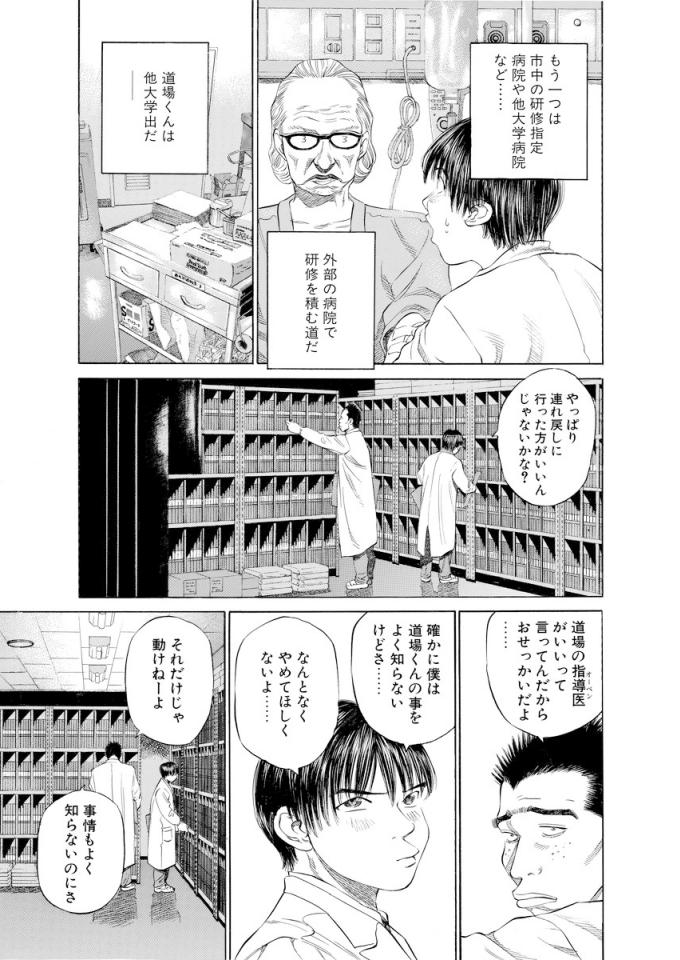 もう一つは
市中の研修指定
病院や他大学病院
など……
外部の病院で
研修を積む道だ
道場くんは
他大学出だ
――
やっぱり
連れ戻しに
行った方がいいん
じゃないかな?
道場の指導医
オーベン
がいいって
言ってんだから
おせっかいだよ
……
確かに僕は
道場くんの事を
よく知らない
けどさ……
なんとなく
やめてほしく
ないよ……
それだけじゃ
動けねーよ
事情もよく
知らないのにさ